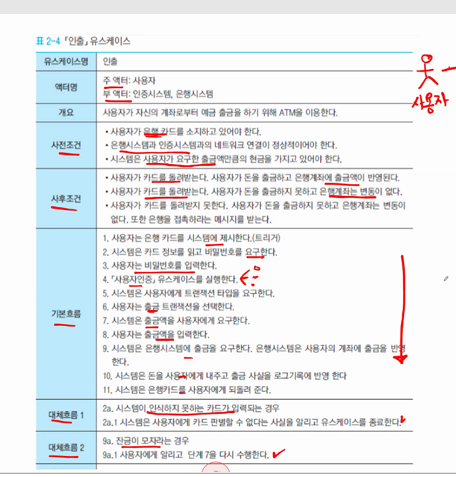 표 2-4 「인출」 유스케이스
유스케이스명 인출
액터명 주 액터: 사용자
부 액터: 인증시스템, 은행시스템
개요 사용자가 자신의 계좌로부터 예금 출금을 하기 위해 ATM을 이용한다.
사전조건 • 사용자가 은행 카드를 소지하고 있어야 한다.
• 은행시스템과 인증시스템과의 네트워크 연결이 정상적이어야 한다.
• 시스템은 사용자가 요구한 출금액만큼의 현금을 가지고 있어야 한다.
사후조건 • 사용자가 카드를 돌려받는다. 사용자가 돈을 출금하고 은행계좌에 출금액이 반영된다.
• 사용자가 카드를 돌려받는다. 사용자가 돈을 출금하지 못하고 은행계좌는 변동이 없다.
• 사용자가 카드를 돌려받지 못한다. 사용자가 돈을 출금하지 못하고 은행계좌는 변동이
없다. 또한 은행을 접촉하라는 메시지를 받는다.
기본흐름 1. 사용자는 은행 카드를 시스템에 제시한다.(트리거)
2. 시스템은 카드 정보를 읽고 비밀번호를 요구한다.
3. 사용자는 비밀번호를 입력한다.
4. 「사용자인증」 유스케이스를 실행한다.
5. 시스템은 사용자에게 트랜잭션 타입을 요구한다.
6. 사용자는 출금 트랜잭션을 선택한다.
7. 시스템은 출금액을 사용자에게 요구한다.
8. 사용자는 출금액을 입력한다.
9. 시스템은 은행시스템에 출금을 요구한다. 은행시스템은 사용자의 계좌에 출금을 반영
한다.
10. 시스템은 돈을 사용자에게 내주고 출금 사실을 로그기록에 반영 한다
11. 시스템은 은행카드를 사용자에게 되돌려 준다.
대체흐름 1 2a. 시스템이 인식하지 못하는 카드가 입력되는 경우
2a.1 시스템은 사용자에게 카드 판별할 수 없다는 사실을 알리고 유스케이스를 종료한다.
대체흐름 2 9a. 잔금이 모자라는 경우
9a.1 사용자에게 알리고 단계 7을 다시 수행한다.
사용자